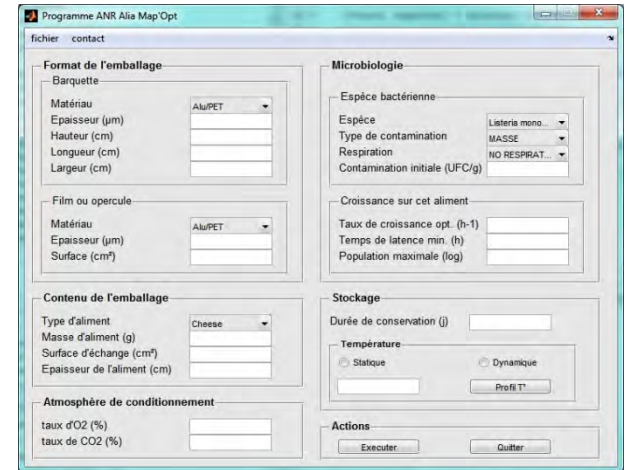 Programme ANR Alia Map'Opt
fichier contact
Format de l'emballage
Barquette
Matériau Alu/PET
Epaisseur (µm)
Hauteur (cm)
Longueur (cm)
Largeur (cm)
Film ou opercule
Matériau Alu/PET
Epaisseur (µm)
Surface (cm²)
Contenu de l'emballage
Type d'aliment Cheese
Masse d'aliment (g)
Surface d'échange (cm²)
Epaisseur de l'aliment (cm)
Atmosphère de conditionnement
taux d'O2 (%)
taux de CO2 (%)
Microbiologie
Espèce bactérienne
Espèce Listeria mono...
Type de contamination MASSE
Respiration NO RESPIRAT...
Contamination initiale (UFC/g)
Croissance sur cet aliment
Taux de croissance opt. (h-1)
Temps de latence min. (h)
Population maximale (log)
Stockage
Durée de conservation (j)
Température
Statique Dynamique
Profil T°
Actions
Executer Quitter